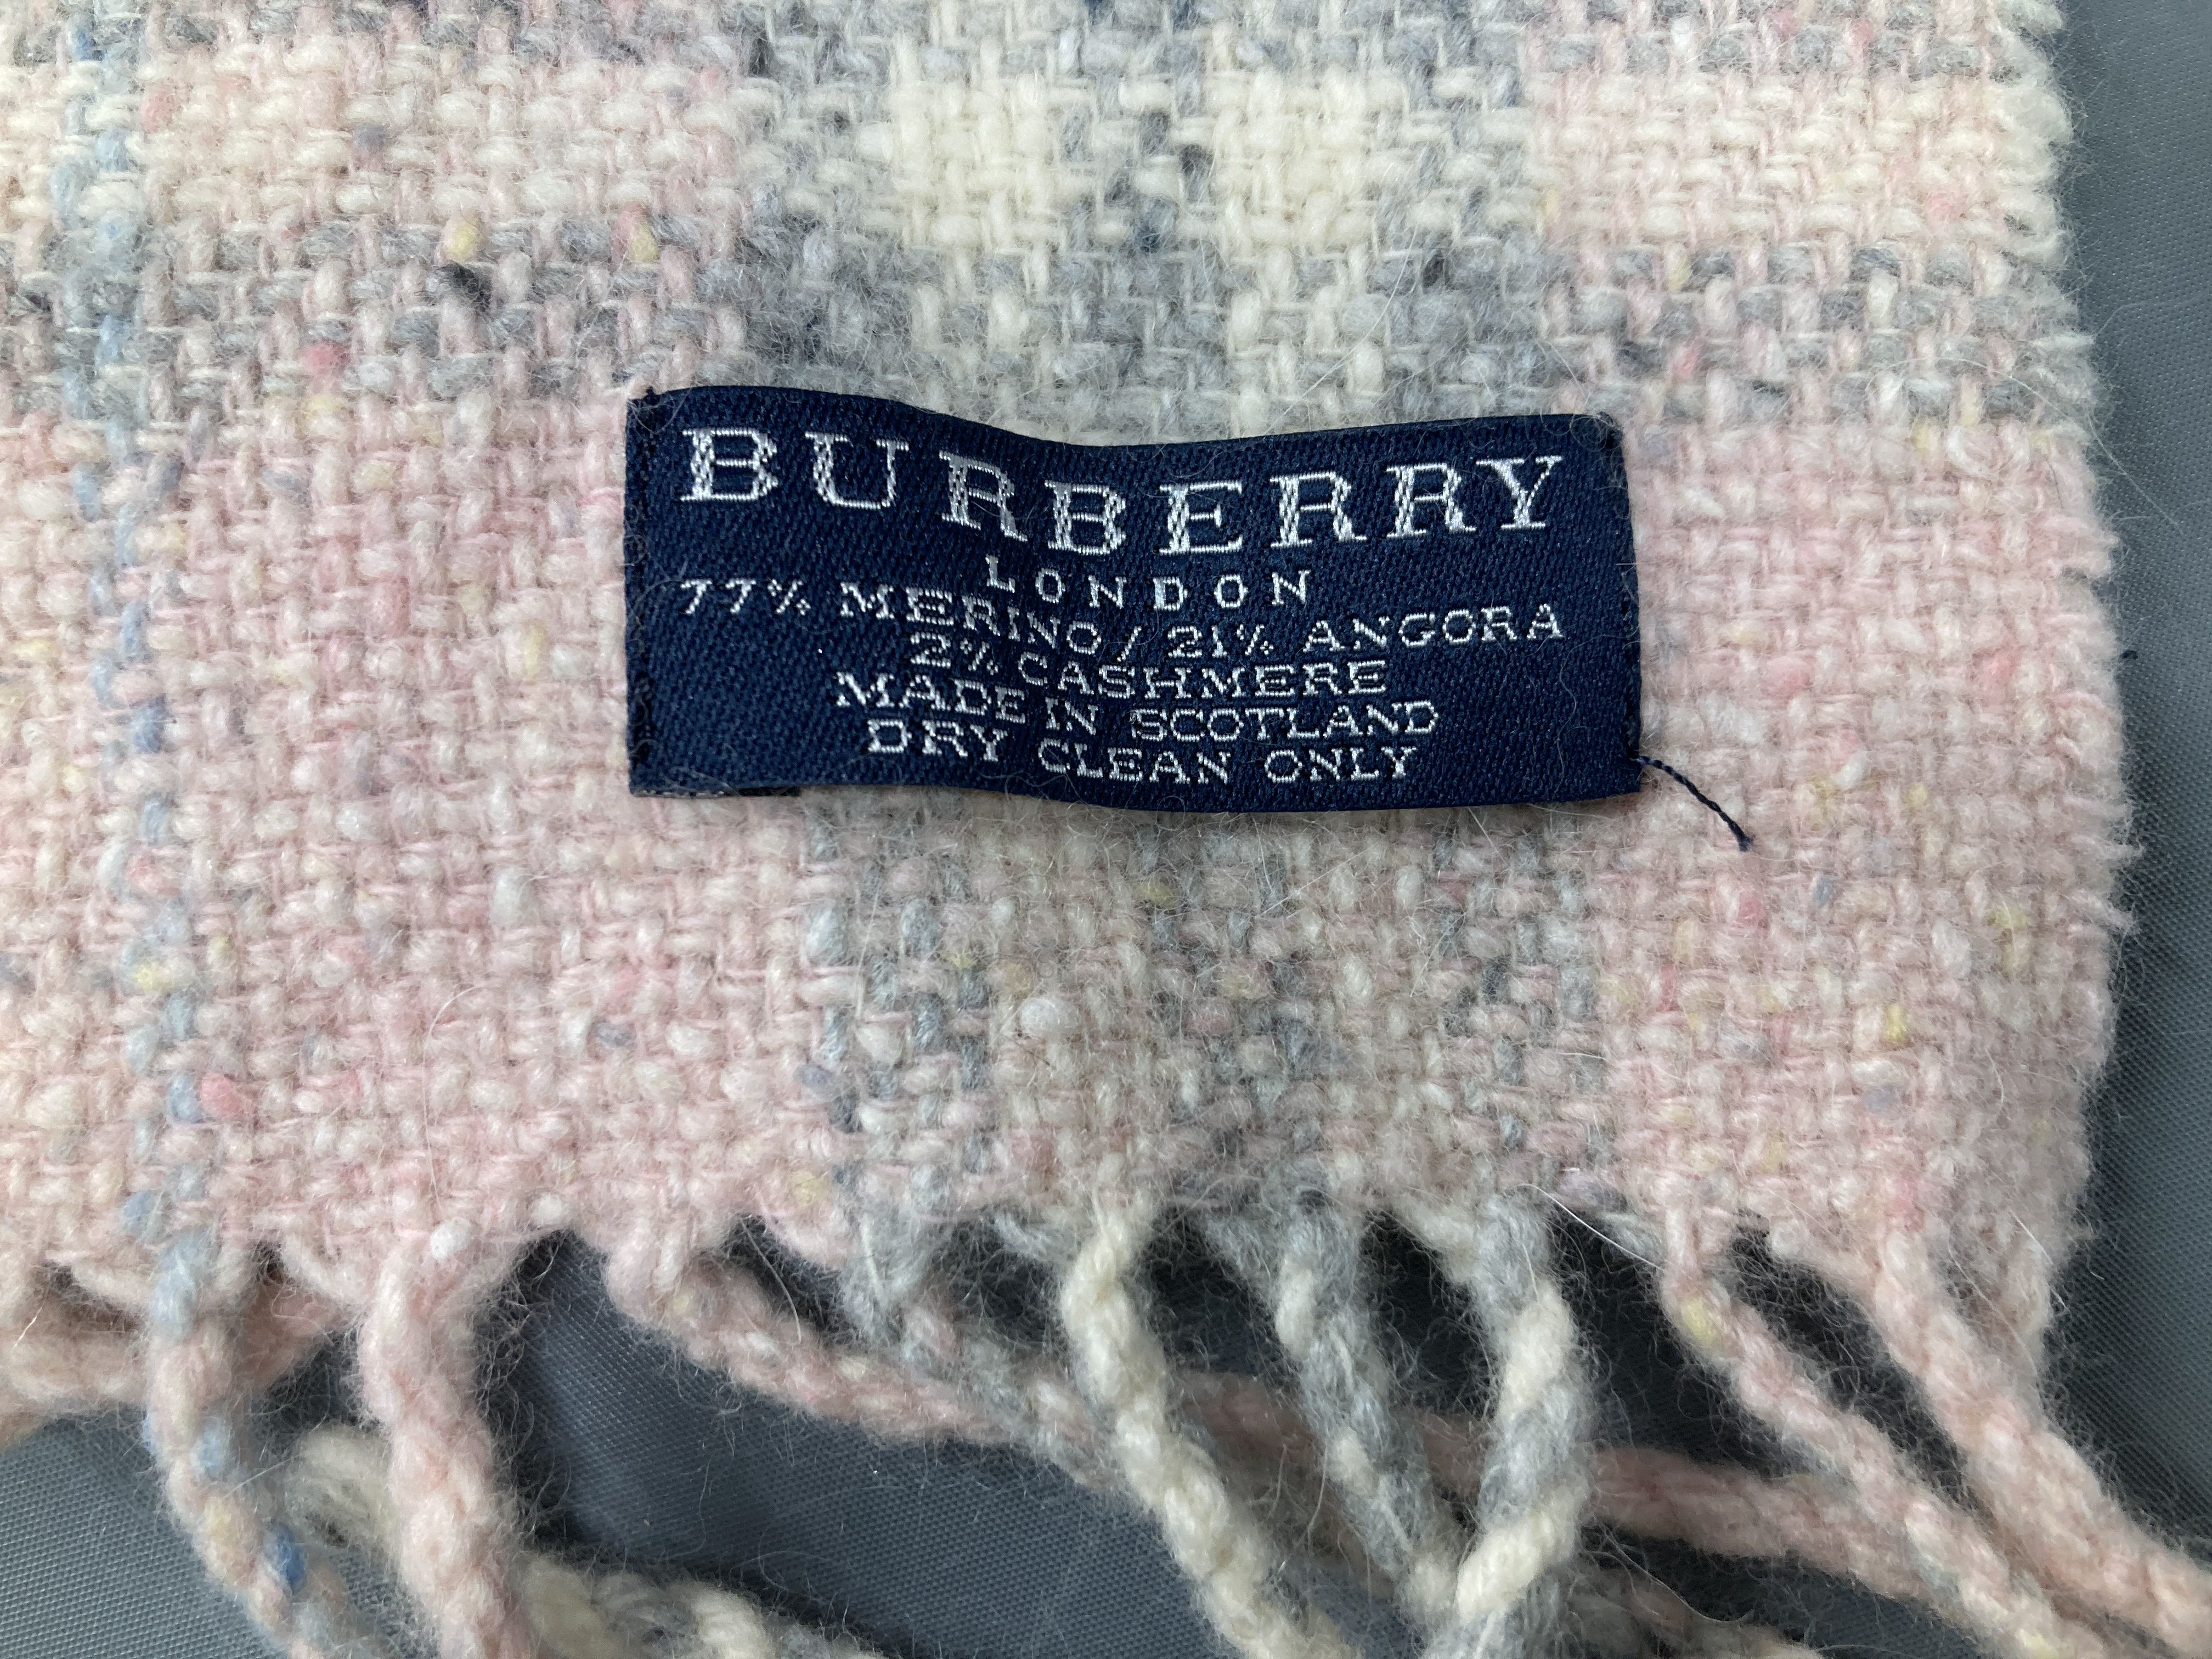 BURBERRY
LONDON
77% MERINO / 21% ANGORA
2% CASHMERE
MADE IN SCOTLAND
DRY CLEAN ONLY